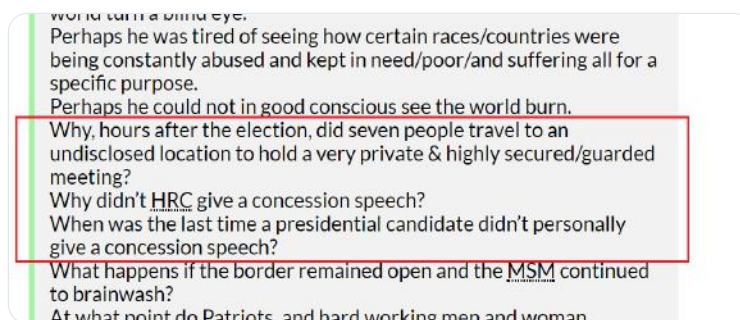 world turn a blind eye.
Perhaps he was tired of seeing how certain races/countries were
being constantly abused and kept in need/poor/and suffering all for a
specific purpose.
Perhaps he could not in good conscious see the world burn.
Why, hours after the election, did seven people travel to an
undisclosed location to hold a very private & highly secured/guarded
meeting?
Why didn't HRC give a concession speech?
When was the last time a presidential candidate didn't personally
give a concession speech?
What happens if the border remained open and the MSM continued
to brainwash?
At what point do Patriots, and hard working men and woman,